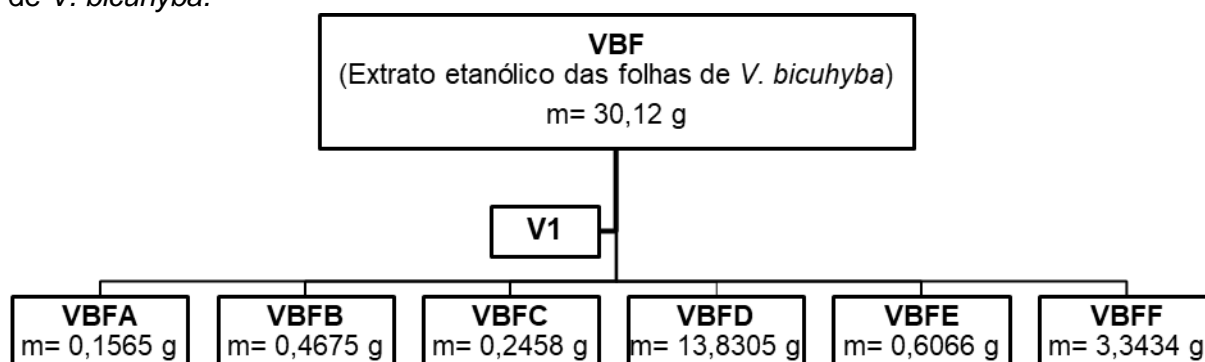 de V. bicuhyba.
VBF
(Extrato etanólico das folhas de V. bicuhyba)
m= 30,12 g
V1
VBFA
m= 0,1565 g
VBFB
m= 0,4675 g
VBFC
m= 0,2458 g
VBFD
m= 13,8305 g
VBFE
m= 0,6066 g
VBFF
m= 3,3434 g